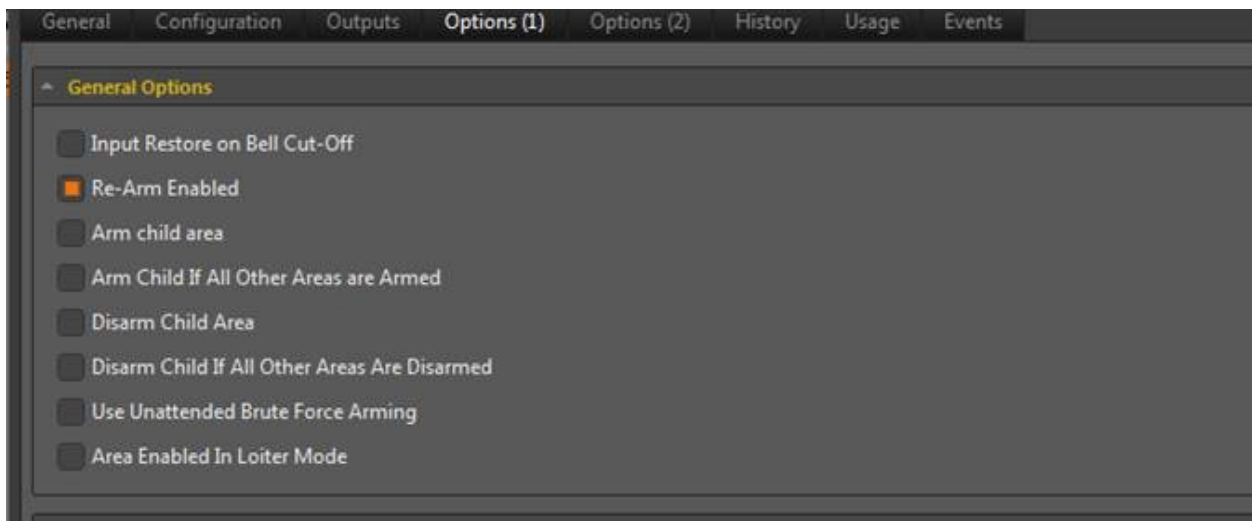 General Configuration Outputs Options (1) Options (2) History Usage Events
General Options
Input Restore on Bell Cut-Off
Re-Arm Enabled
Arm child area
Arm Child If All Other Areas are Armed
Disarm Child Area
Disarm Child If All Other Areas Are Disarmed
Use Unattended Brute Force Arming
Area Enabled In Loiter Mode